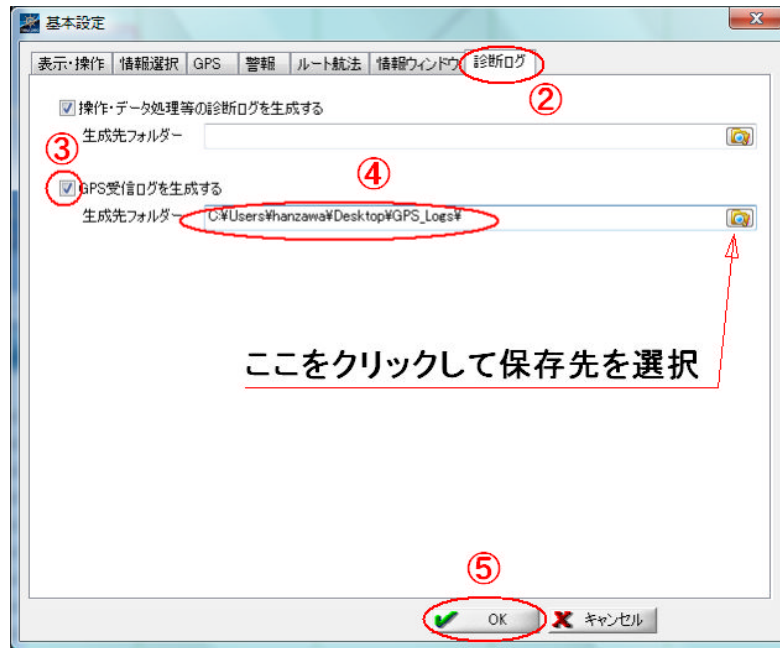 基本設定
表示・操作 情報選択 GPS 警報 ルート航法 情報ウィンドウ 診断ログ
②
操作・データ処理等の診断ログを生成する
生成先フォルダー
③
GPS受信ログを生成する
④
生成先フォルダー C:¥Users¥hanzawa¥Desktop¥GPS_Logs¥
ここをクリックして保存先を選択
⑤
OK キャンセル